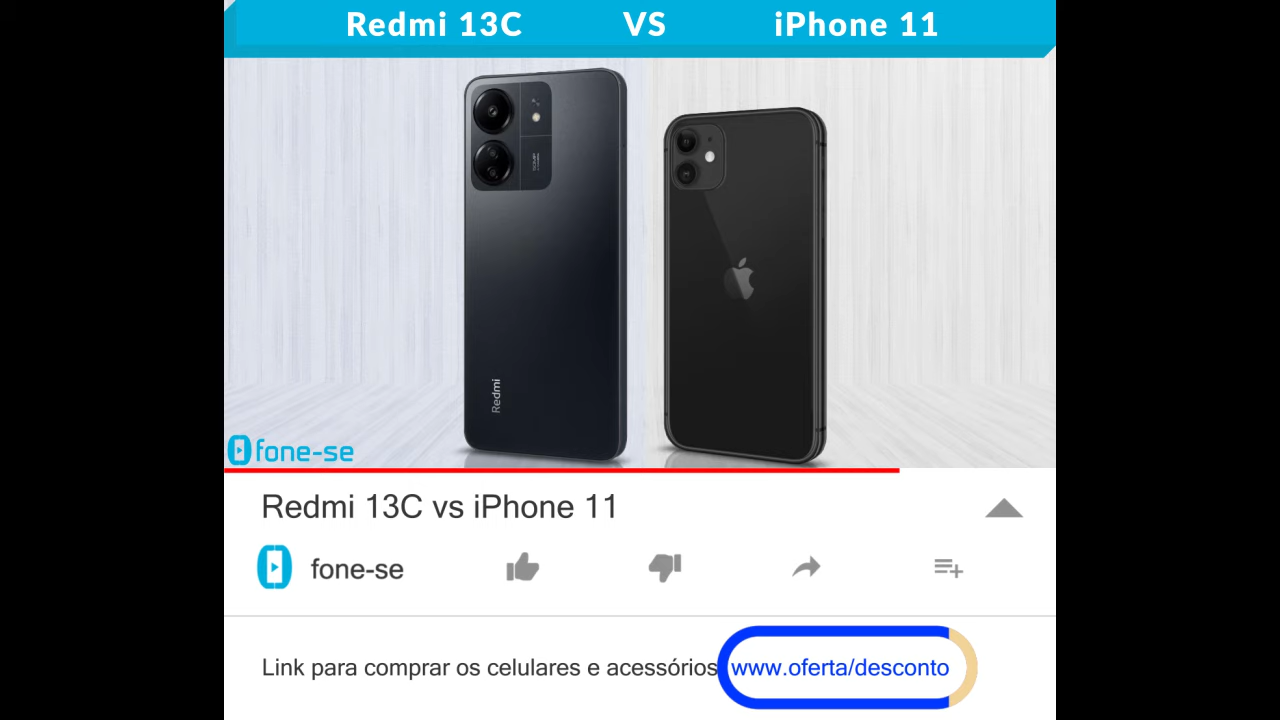 Redmi 13C VS iPhone 11
Redmi
fone-se
Redmi 13C vs iPhone 11
fone-se
Link para comprar os celulares e acessórios www.oferta/desconto